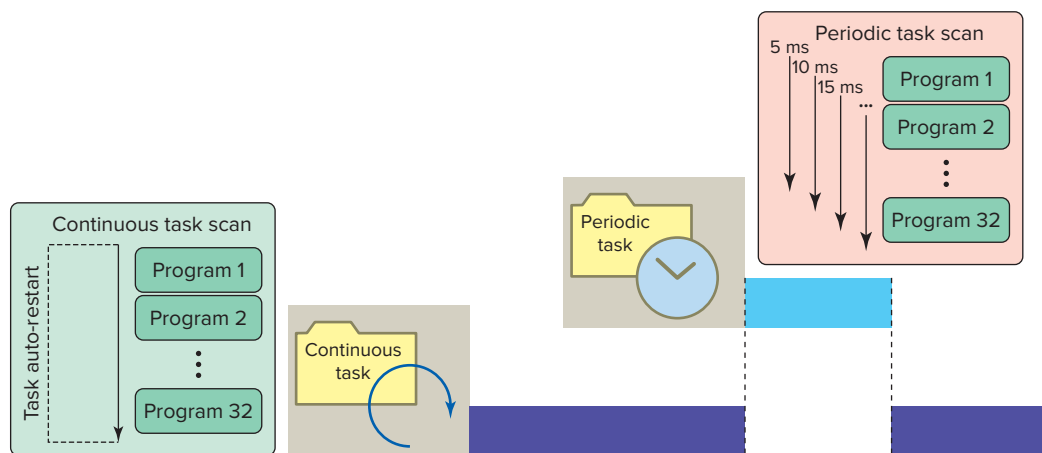 Periodic task scan
5 ms
10 ms
15 ms
...
Program 1
Program 2
Program 32
Periodic
task
Continuous task scan
Task auto-restart
Program 1
Program 2
Program 32
Continuous
task